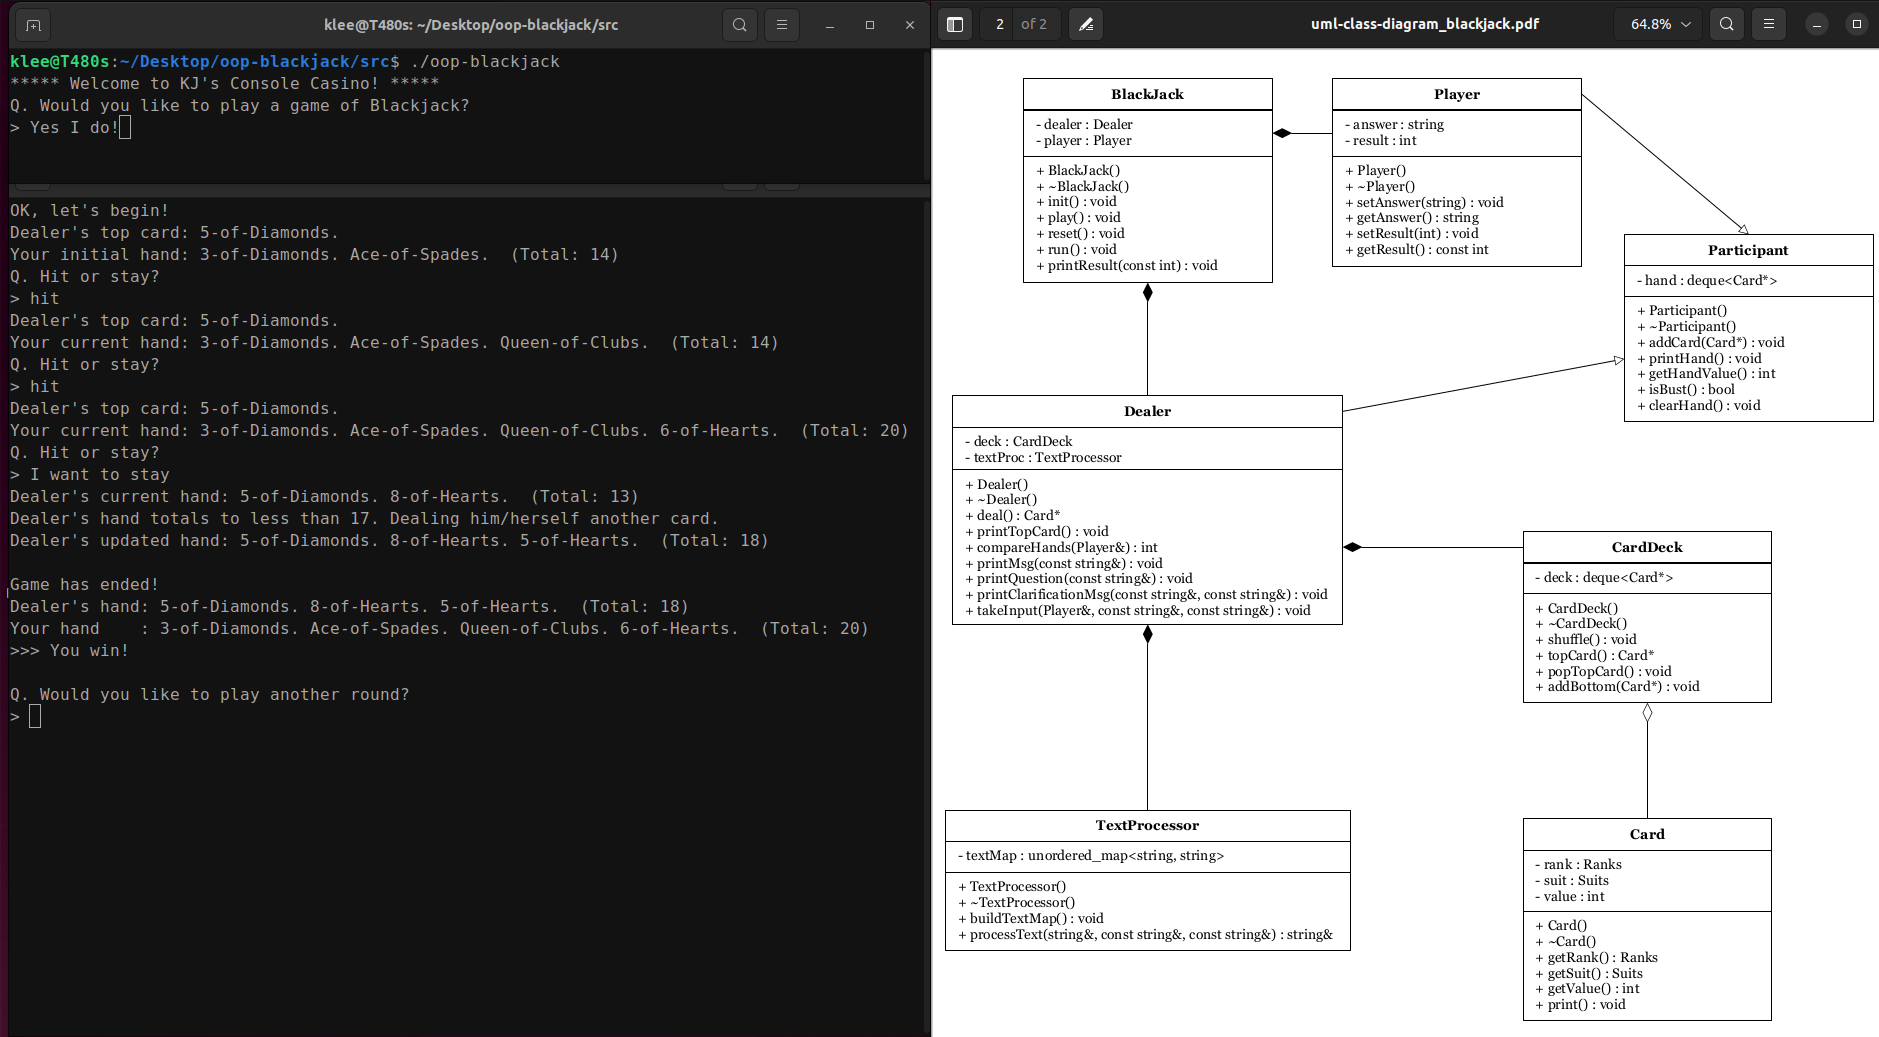 klee@T480s: ~/Desktop/oop-blackjack/src
klee@T480s:~/Desktop/oop-blackjack/src$ ./oop-blackjack
***** Welcome to KJ's Console Casino! *****
Q. Would you like to play a game of Blackjack?
> Yes I do!
OK, let's begin!
Dealer's top card: 5-of-Diamonds.
Your initial hand: 3-of-Diamonds. Ace-of-Spades.  (Total: 14)
Q. Hit or stay?
> hit
Dealer's top card: 5-of-Diamonds.
Your current hand: 3-of-Diamonds. Ace-of-Spades. Queen-of-Clubs.  (Total: 14)
Q. Hit or stay?
> hit
Dealer's top card: 5-of-Diamonds.
Your current hand: 3-of-Diamonds. Ace-of-Spades. Queen-of-Clubs. 6-of-Hearts.  (Total: 20)
Q. Hit or stay?
> I want to stay
Dealer's current hand: 5-of-Diamonds. 8-of-Hearts.  (Total: 13)
Dealer's hand totals to less than 17. Dealing him/herself another card.
Dealer's updated hand: 5-of-Diamonds. 8-of-Hearts. 5-of-Hearts.  (Total: 18)
Game has ended!
Dealer's hand: 5-of-Diamonds. 8-of-Hearts. 5-of-Hearts.  (Total: 18)
Your hand    : 3-of-Diamonds. Ace-of-Spades. Queen-of-Clubs. 6-of-Hearts.  (Total: 20)
>>> You win!
Q. Would you like to play another round?
>
2 of 2
uml-class-diagram_blackjack.pdf
64.8%
BlackJack
- dealer : Dealer
- player : Player
+ BlackJack()
+ ~BlackJack()
+ init() : void
+ play() : void
+ reset() : void
+ run() : void
+ printResult(const int) : void
Player
- answer : string
- result : int
+ Player()
+ ~Player()
+ setAnswer(string) : void
+ getAnswer() : string
+ setResult(int) : void
+ getResult() : const int
Participant
- hand : deque<Card*>
+ Participant()
+ ~Participant()
+ addCard(Card*) : void
+ printHand() : void
+ getHandValue() : int
+ isBust() : bool
+ clearHand() : void
Dealer
- deck : CardDeck
- textProc : TextProcessor
+ Dealer()
+ ~Dealer()
+ deal() : Card*
+ printTopCard() : void
+ compareHands(Player&) : int
+ printMsg(const string&) : void
+ printQuestion(const string&) : void
+ printClarificationMsg(const string&, const string&) : void
+ takeInput(Player&, const string&, const string&) : void
CardDeck
- deck : deque<Card*>
+ CardDeck()
+ ~CardDeck()
+ shuffle() : void
+ topCard() : Card*
+ popTopCard() : void
+ addBottom(Card*) : void
TextProcessor
- textMap : unordered_map<string, string>
+ TextProcessor()
+ ~TextProcessor()
+ buildTextMap() : void
+ processText(string&, const string&, const string&) : string&
Card
- rank : Ranks
- suit : Suits
- value : int
+ Card()
+ ~Card()
+ getRank() : Ranks
+ getSuit() : Suits
+ getValue() : int
+ print() : void